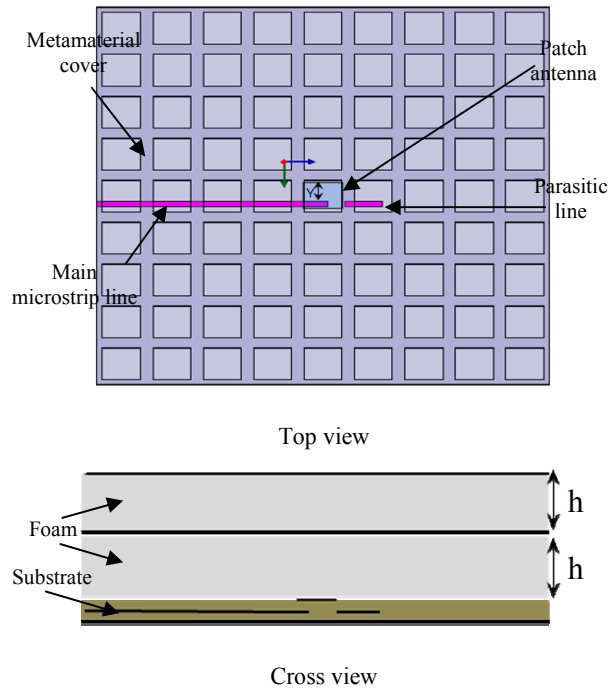 Metamaterial
cover
Patch
antenna
Y
Parasitic
line
Main
microstrip line
Top view
Foam
h
h
Substrate
Cross view